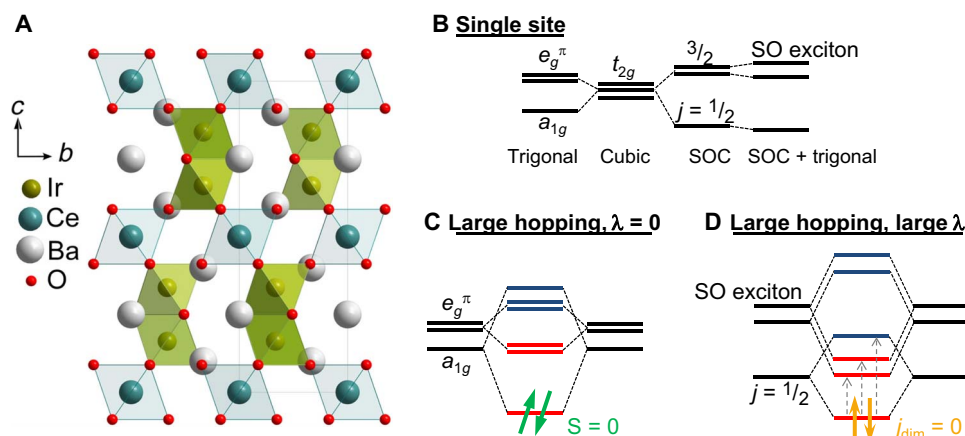 A
c
b
Ir
Ce
Ba
O
B Single site
e_g^π
a_1g
t_2g
3/2
j = 1/2
SO exciton
Trigonal Cubic SOC SOC + trigonal
C Large hopping, λ = 0
e_g^π
a_1g
S = 0
D Large hopping, large λ
SO exciton
j = 1/2
j_dim = 0